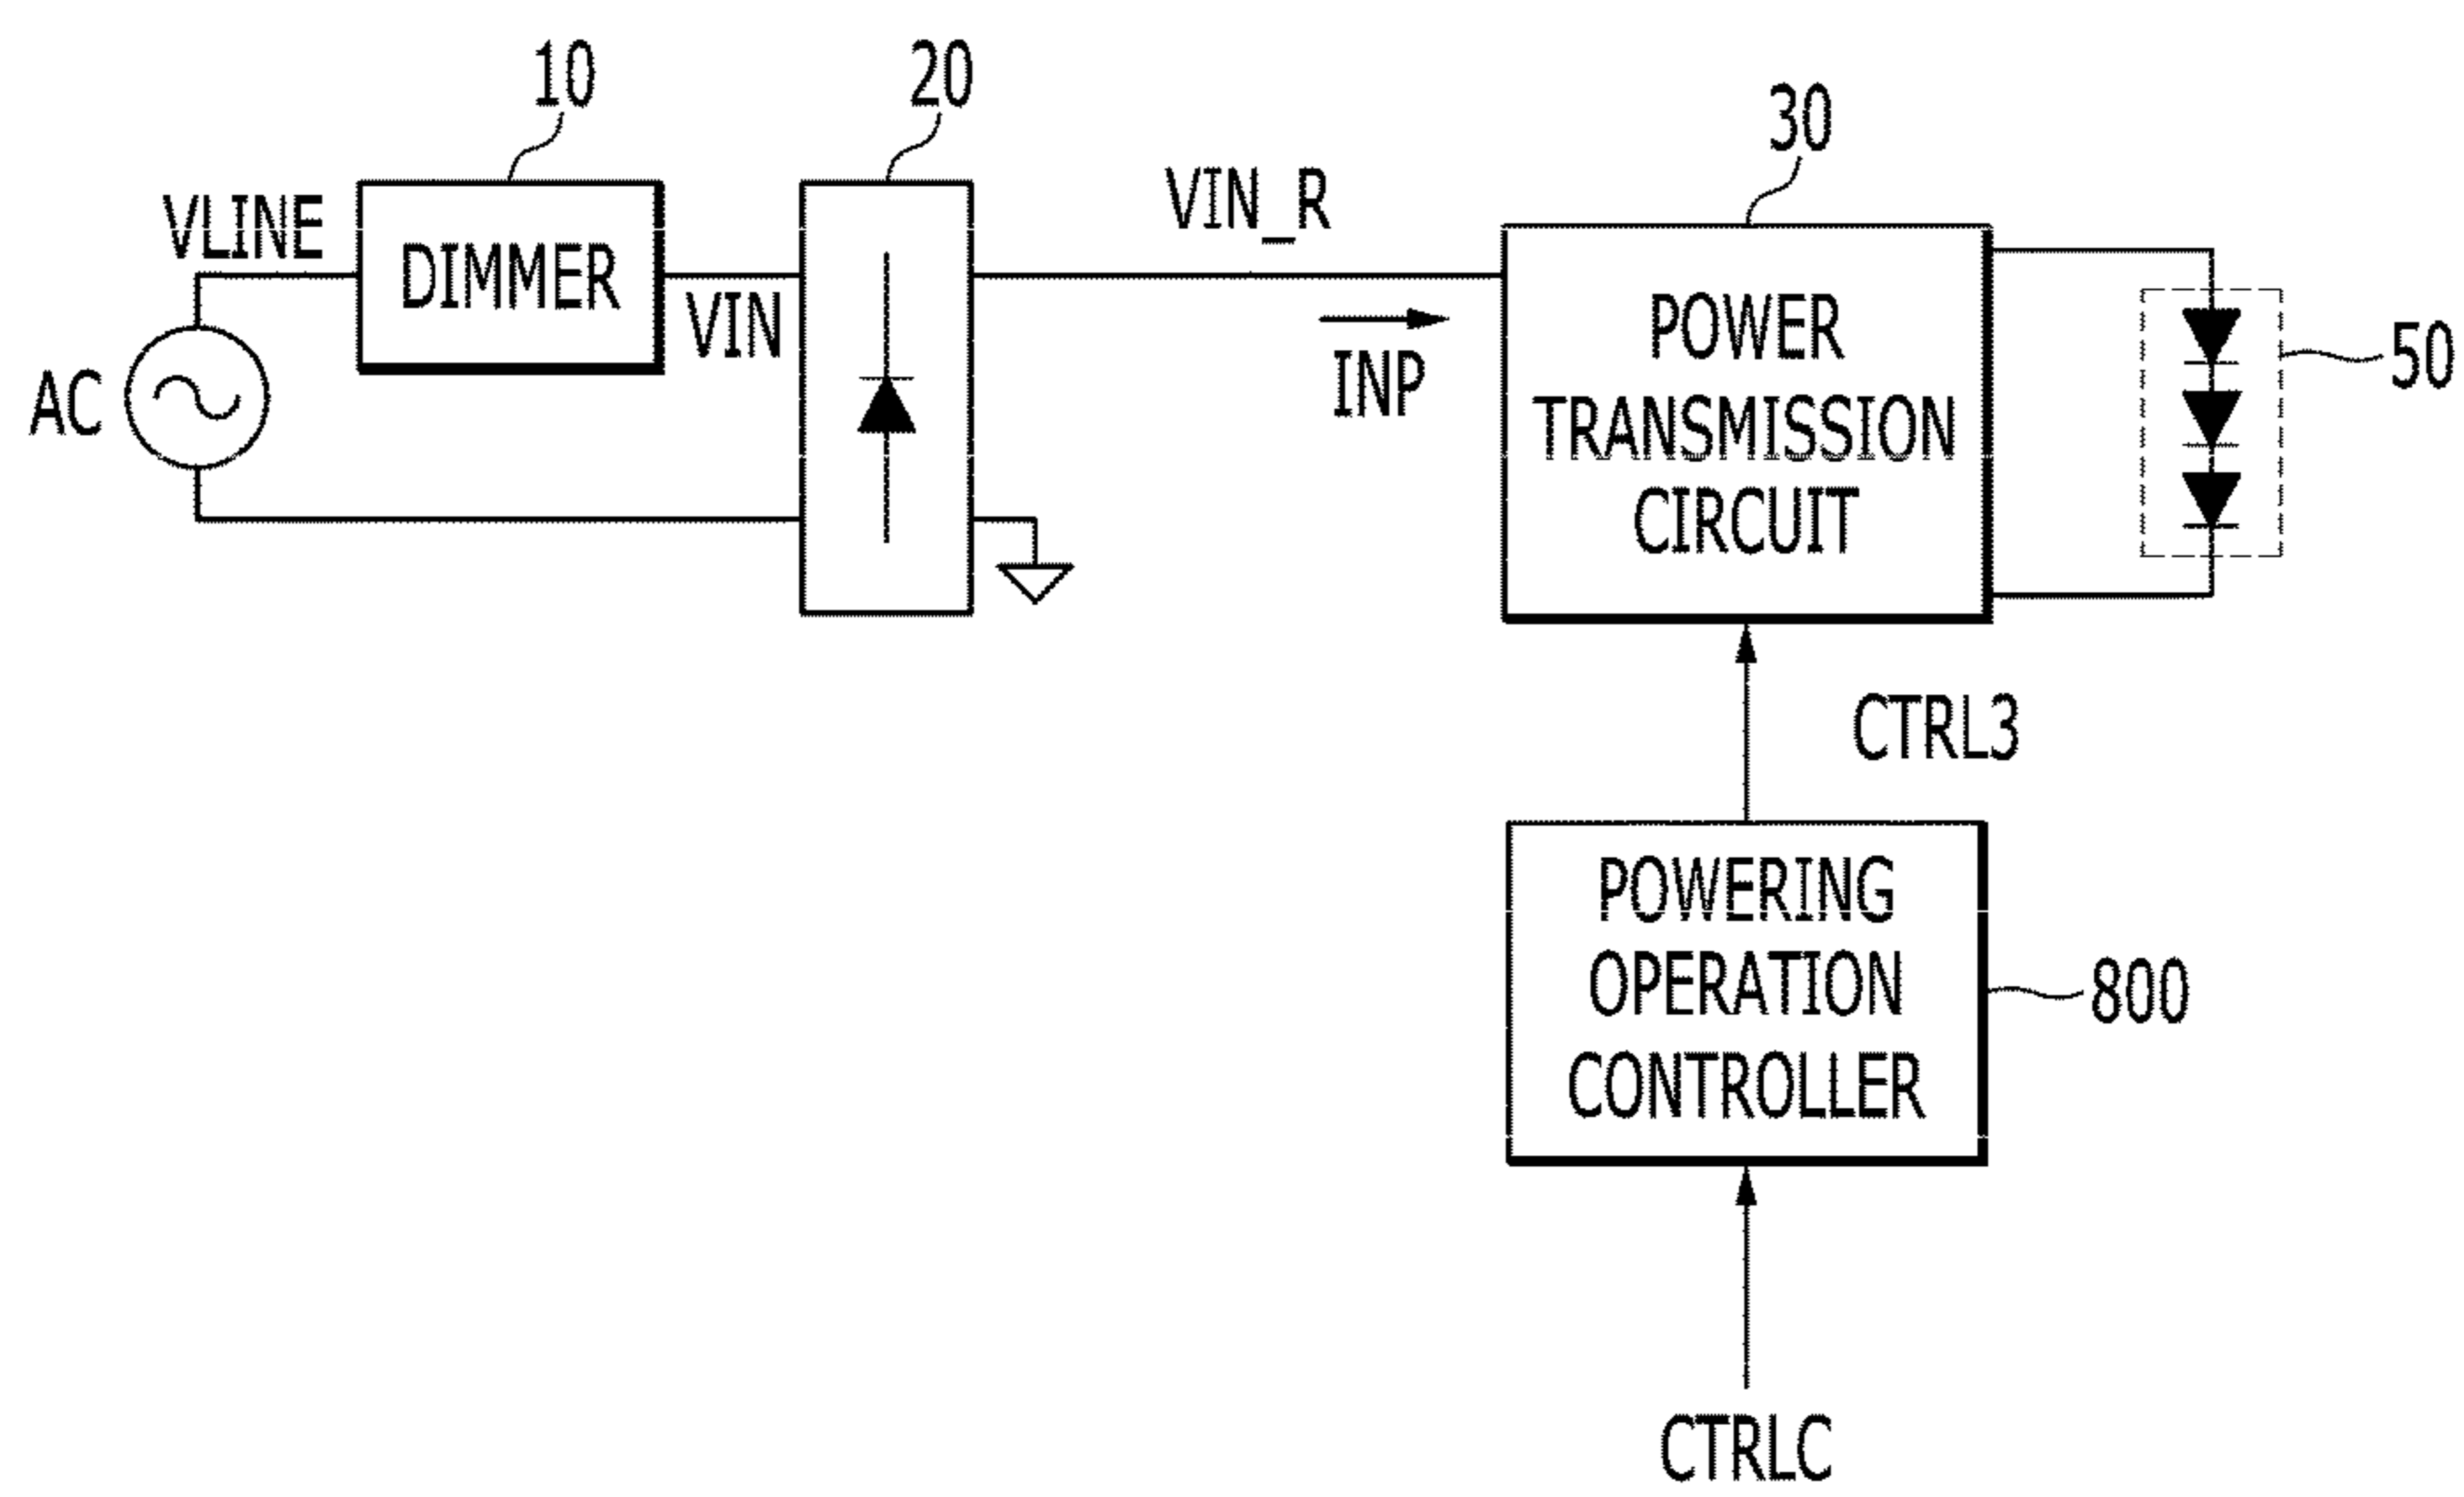 10
20
30
VLINE
DIMMER
VIN
VIN_R
INP
POWER
TRANSMISSION
CIRCUIT
50
AC
CTRL3
POWERING
OPERATION
CONTROLLER
800
CTRLC